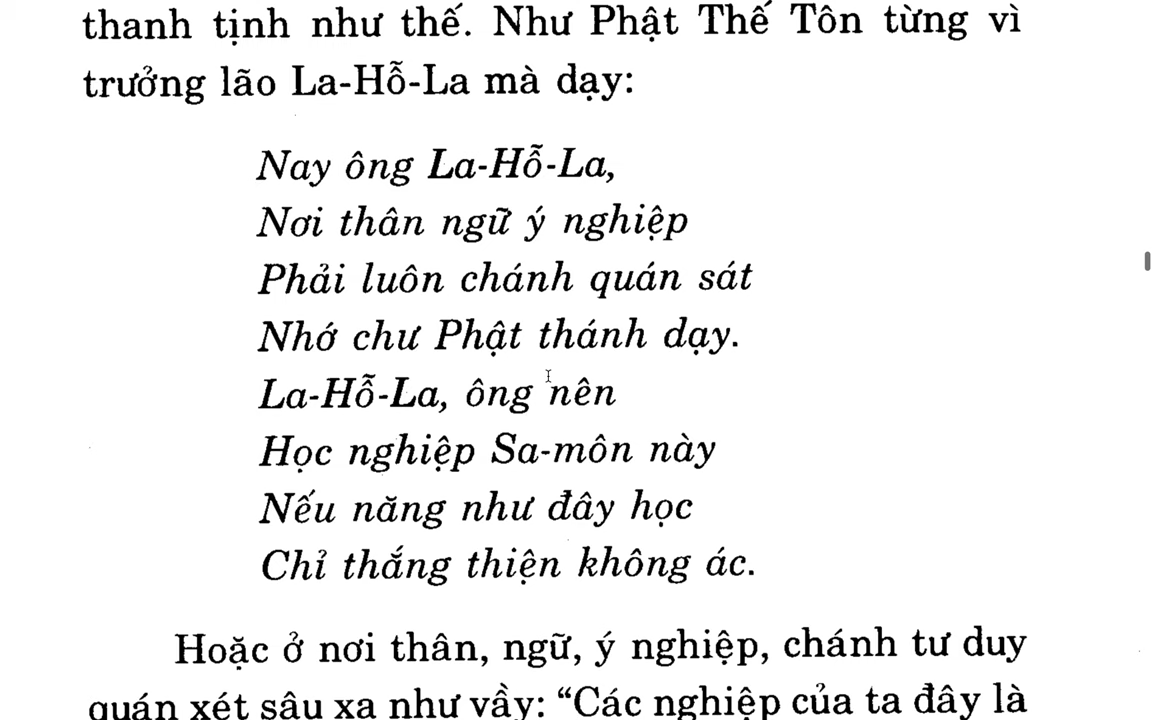 thanh tịnh như thế. Như Phật Thế Tôn từng vì
trưởng lão La-Hỗ-La mà dạy:
Nay ông La-Hỗ-La,
Nơi thân ngữ ý nghiệp
Phải luôn chánh quán sát
Nhớ chư Phật thánh dạy.
La-Hỗ-La, ông nên
Học nghiệp Sa-môn này
Nếu năng như đây học
Chỉ thắng thiện không ác.
Hoặc ở nơi thân, ngữ, ý nghiệp, chánh tư duy
quán xét sâu xa như vầy: “Các nghiệp của ta đây là